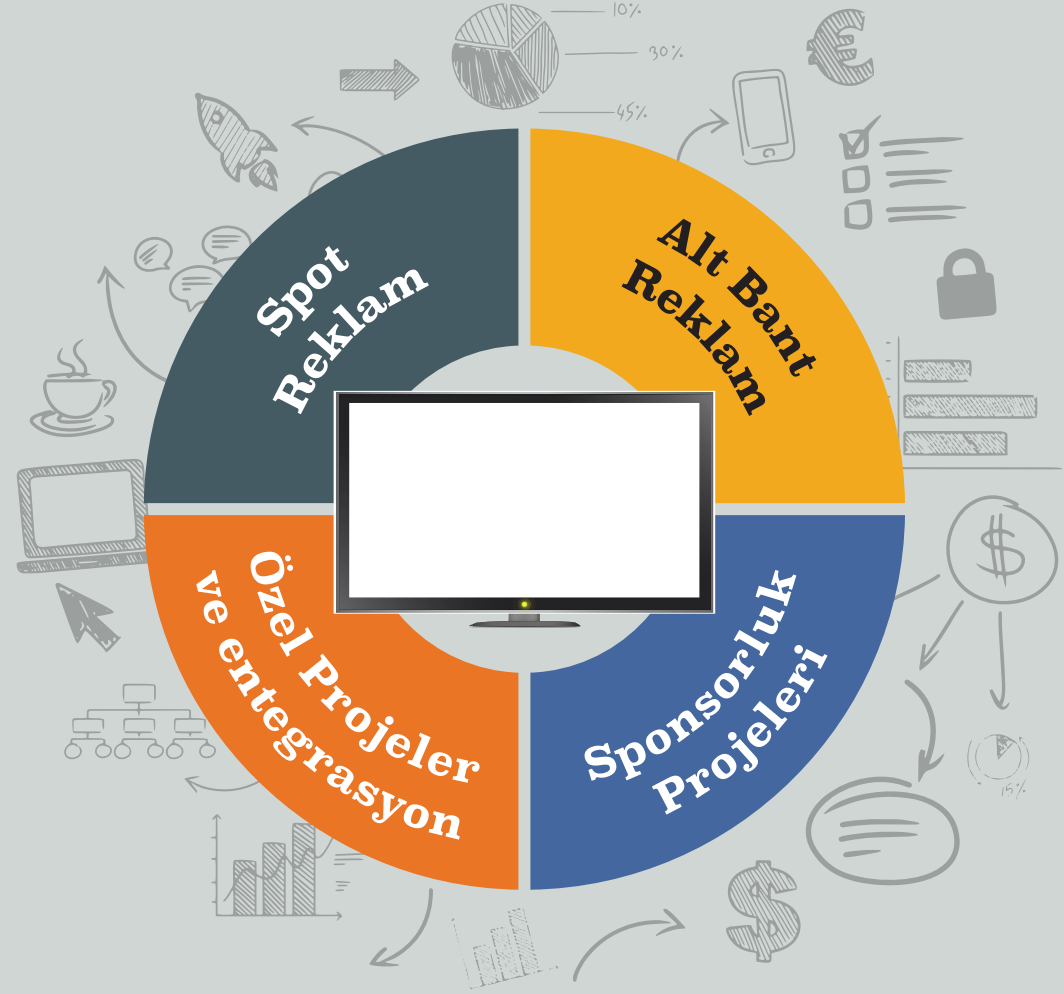 10%
30%
45%
Spot
Reklam
Alt Bant
Reklam
Özel Projeler
ve entegrasyon
Sponsorluk
Projeleri
$
15%
$
€